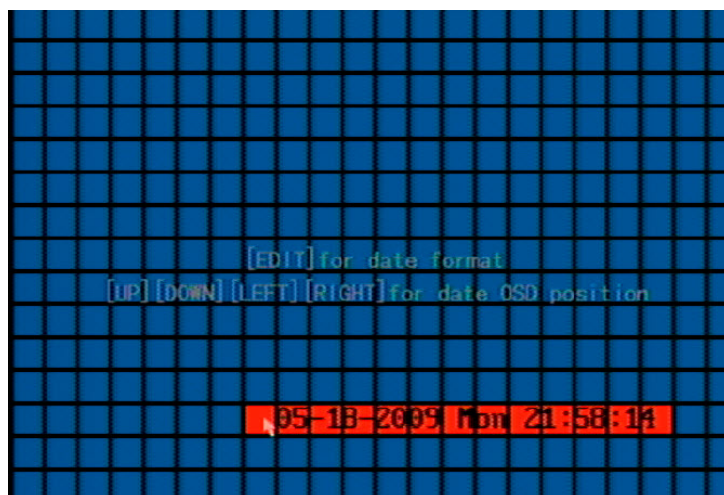 [EDIT]for date format
[UP][DOWN][LEFT][RIGHT]for date OSD position
05-18-2009 Mon 21:58:14